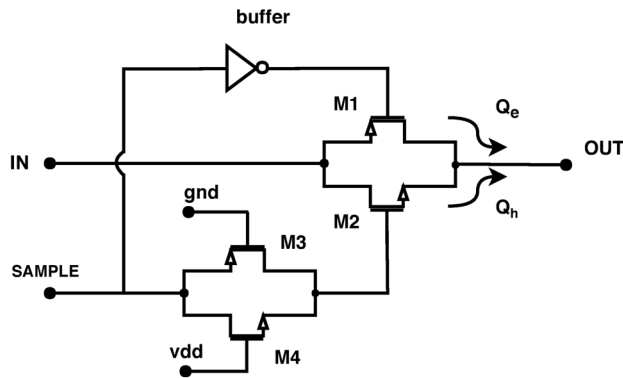 buffer
M1
Qe
IN
OUT
gnd
M2
Qh
M3
SAMPLE
vdd
M4